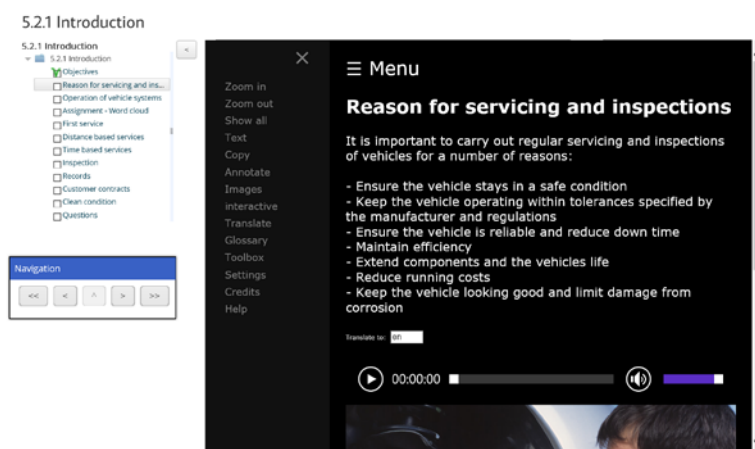 5.2.1 Introduction
5.2.1 Introduction
5.2.1 Introduction
Objectives
Reason for servicing and ins...
Operation of vehicle systems
Assignment - Word cloud
First service
Distance based services
Time based services
Inspection
Records
Customer contracts
Clean condition
Questions
Navigation
<< < ^ > >>
<
Zoom in
Zoom out
Show all
Text
Copy
Annotate
Images
interactive
Translate
Glossary
Toolbox
Settings
Credits
Help
☰ Menu
Reason for servicing and inspections
It is important to carry out regular servicing and inspections
of vehicles for a number of reasons:
- Ensure the vehicle stays in a safe condition
- Keep the vehicle operating within tolerances specified by
the manufacturer and regulations
- Ensure the vehicle is reliable and reduce down time
- Maintain efficiency
- Extend components and the vehicles life
- Reduce running costs
- Keep the vehicle looking good and limit damage from
corrosion
Translate to: en
00:00:00